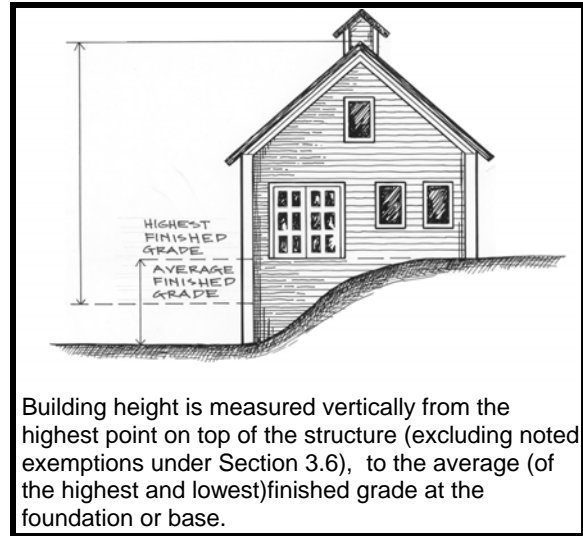 HIGHEST
FINISHED
GRADE
AVERAGE
FINISHED
GRADE
Building height is measured vertically from the
highest point on top of the structure (excluding noted
exemptions under Section 3.6),  to the average (of
the highest and lowest)finished grade at the
foundation or base.